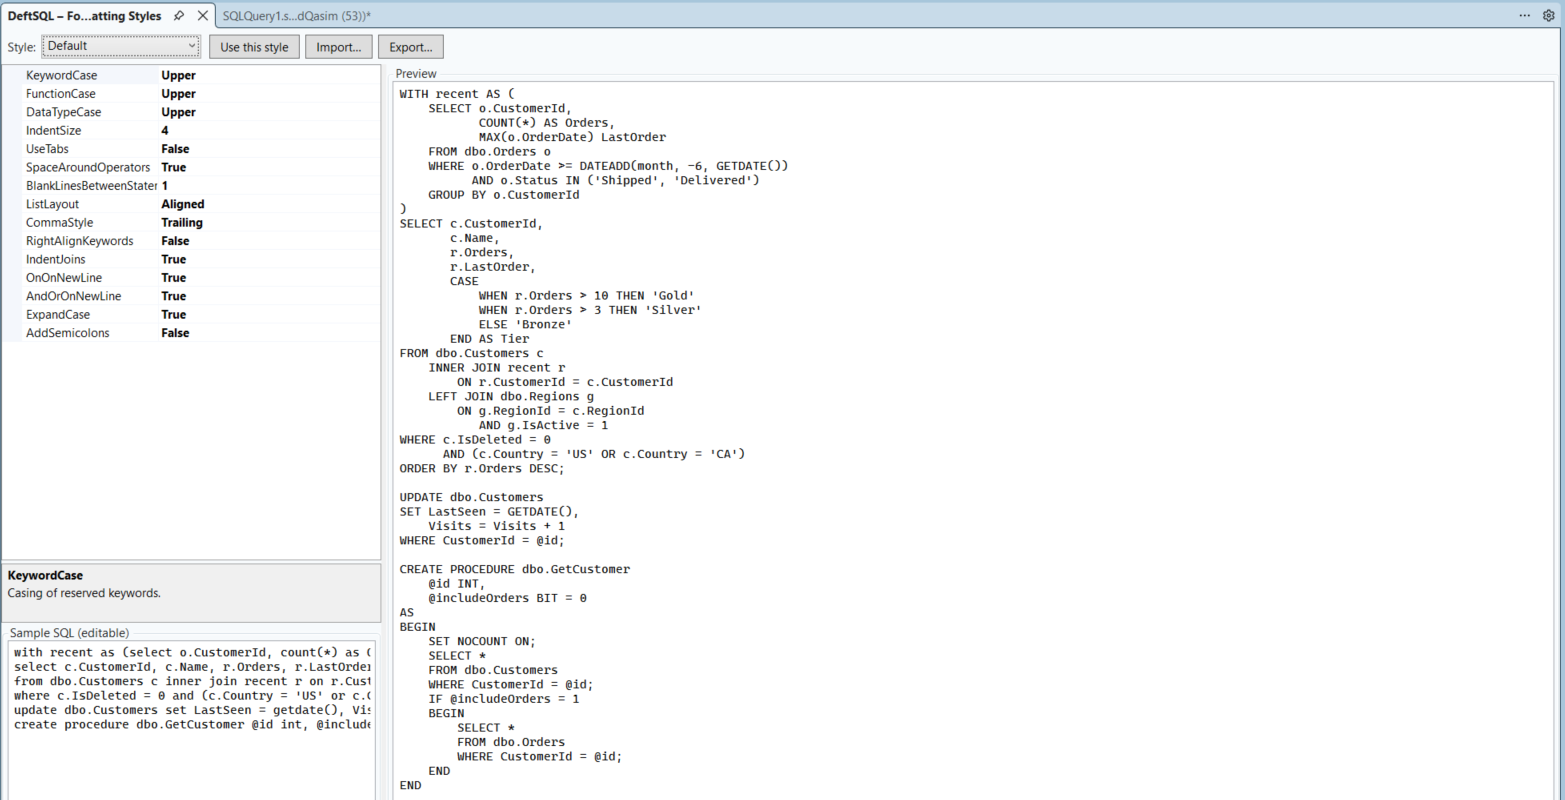 DeftSQL – Fo...atting Styles
SQLQuery1.s...dQasim (53))*
Style: Default Use this style Import... Export...
KeywordCase Upper
FunctionCase Upper
DataTypeCase Upper
IndentSize 4
UseTabs False
SpaceAroundOperators True
BlankLinesBetweenStater 1
ListLayout Aligned
CommaStyle Trailing
RightAlignKeywords False
IndentJoins True
OnOnNewLine True
AndOrOnNewLine True
ExpandCase True
AddSemicolons False
KeywordCase
Casing of reserved keywords.
Sample SQL (editable)
with recent as (select o.CustomerId, count(*) as
select c.CustomerId, c.Name, r.Orders, r.LastOrder
from dbo.Customers c inner join recent r on r.Cust
where c.IsDeleted = 0 and (c.Country = 'US' or c.
update dbo.Customers set LastSeen = getdate(), Vis
create procedure dbo.GetCustomer @id int, @include
Preview
WITH recent AS (
    SELECT o.CustomerId,
           COUNT(*) AS Orders,
           MAX(o.OrderDate) LastOrder
    FROM dbo.Orders o
    WHERE o.OrderDate >= DATEADD(month, -6, GETDATE())
          AND o.Status IN ('Shipped', 'Delivered')
    GROUP BY o.CustomerId
)
SELECT c.CustomerId,
       c.Name,
       r.Orders,
       r.LastOrder,
       CASE
           WHEN r.Orders > 10 THEN 'Gold'
           WHEN r.Orders > 3 THEN 'Silver'
           ELSE 'Bronze'
       END AS Tier
FROM dbo.Customers c
    INNER JOIN recent r
        ON r.CustomerId = c.CustomerId
    LEFT JOIN dbo.Regions g
        ON g.RegionId = c.RegionId
           AND g.IsActive = 1
WHERE c.IsDeleted = 0
      AND (c.Country = 'US' OR c.Country = 'CA')
ORDER BY r.Orders DESC;

UPDATE dbo.Customers
SET LastSeen = GETDATE(),
    Visits = Visits + 1
WHERE CustomerId = @id;

CREATE PROCEDURE dbo.GetCustomer
    @id INT,
    @includeOrders BIT = 0
AS
BEGIN
    SET NOCOUNT ON;
    SELECT *
    FROM dbo.Customers
    WHERE CustomerId = @id;
    IF @includeOrders = 1
    BEGIN
        SELECT *
        FROM dbo.Orders
        WHERE CustomerId = @id;
    END
END